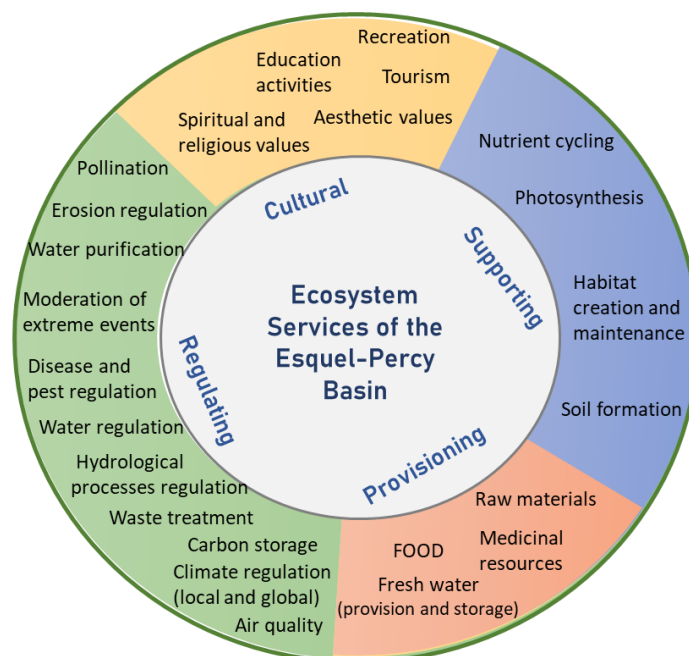 Recreation
Education
activities
Tourism
Spiritual and
religious values
Aesthetic values
Cultural
Nutrient cycling
Photosynthesis
Habitat
creation and
maintenance
Soil formation
Supporting
Raw materials
Medicinal
resources
FOOD
Fresh water
(provision and storage)
Provisioning
Pollination
Erosion regulation
Water purification
Moderation of
extreme events
Disease and
pest regulation
Water regulation
Hydrological
processes regulation
Waste treatment
Carbon storage
Climate regulation
(local and global)
Air quality
Regulating
Ecosystem
Services of the
Esquel-Percy
Basin